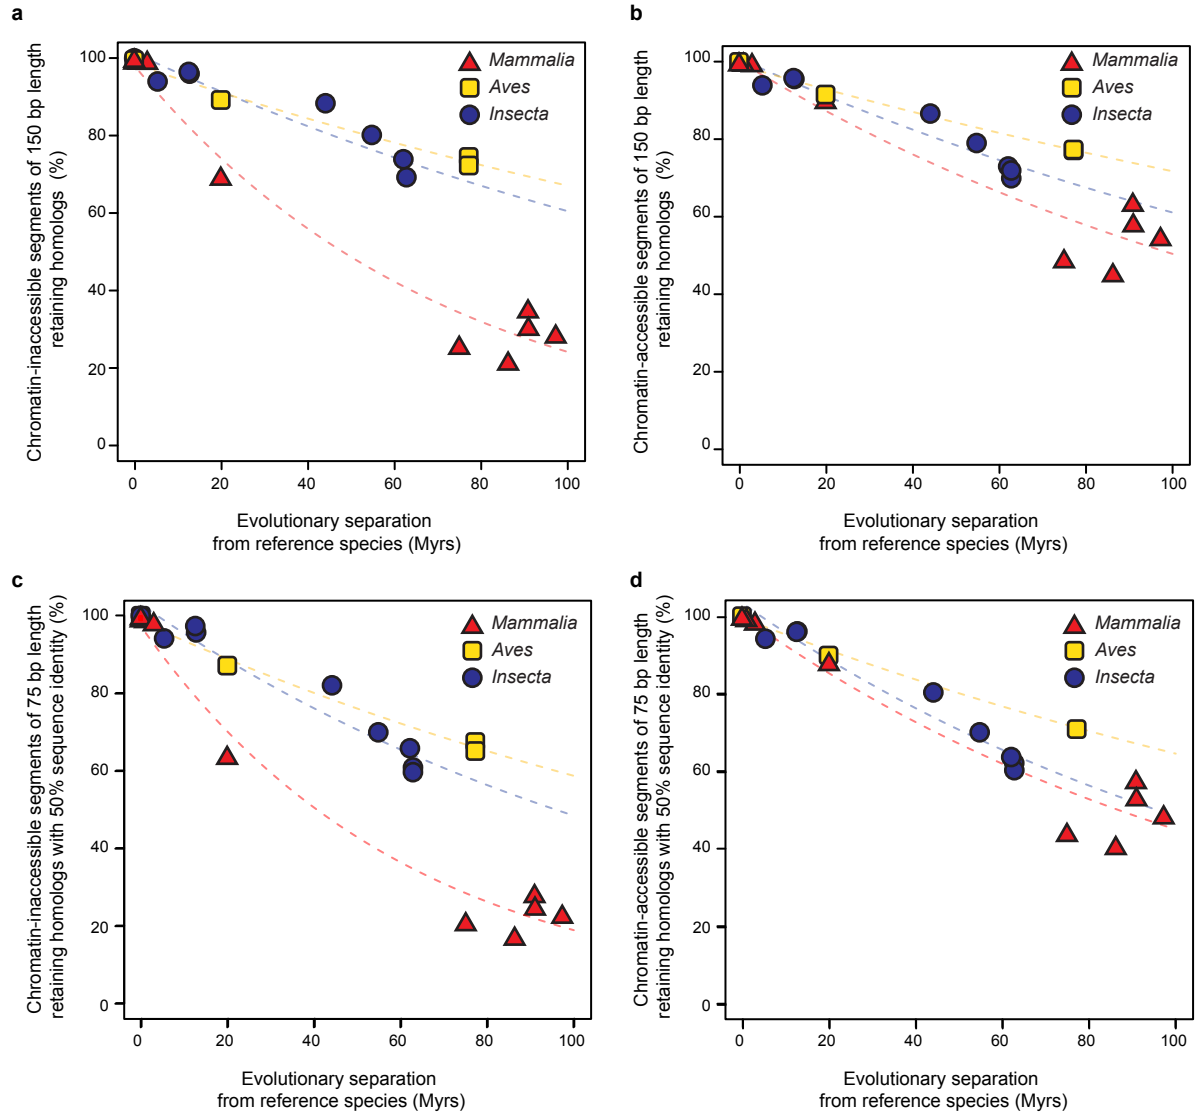 a
Chromatin-inaccessible segments of 150 bp length
retaining homologs (%)
100
80
60
40
20
0
Mammalia
Aves
Insecta
0 20 40 60 80 100
Evolutionary separation
from reference species (Myrs)
b
Chromatin-accessible segments of 150 bp length
retaining homologs (%)
100
80
60
40
20
0
Mammalia
Aves
Insecta
0 20 40 60 80 100
Evolutionary separation
from reference species (Myrs)
c
Chromatin-inaccessible segments of 75 bp length
retaining homologs with 50% sequence identity (%)
100
80
60
40
20
0
Mammalia
Aves
Insecta
0 20 40 60 80 100
Evolutionary separation
from reference species (Myrs)
d
Chromatin-accessible segments of 75 bp length
retaining homologs with 50% sequence identity (%)
100
80
60
40
20
0
Mammalia
Aves
Insecta
0 20 40 60 80 100
Evolutionary separation
from reference species (Myrs)